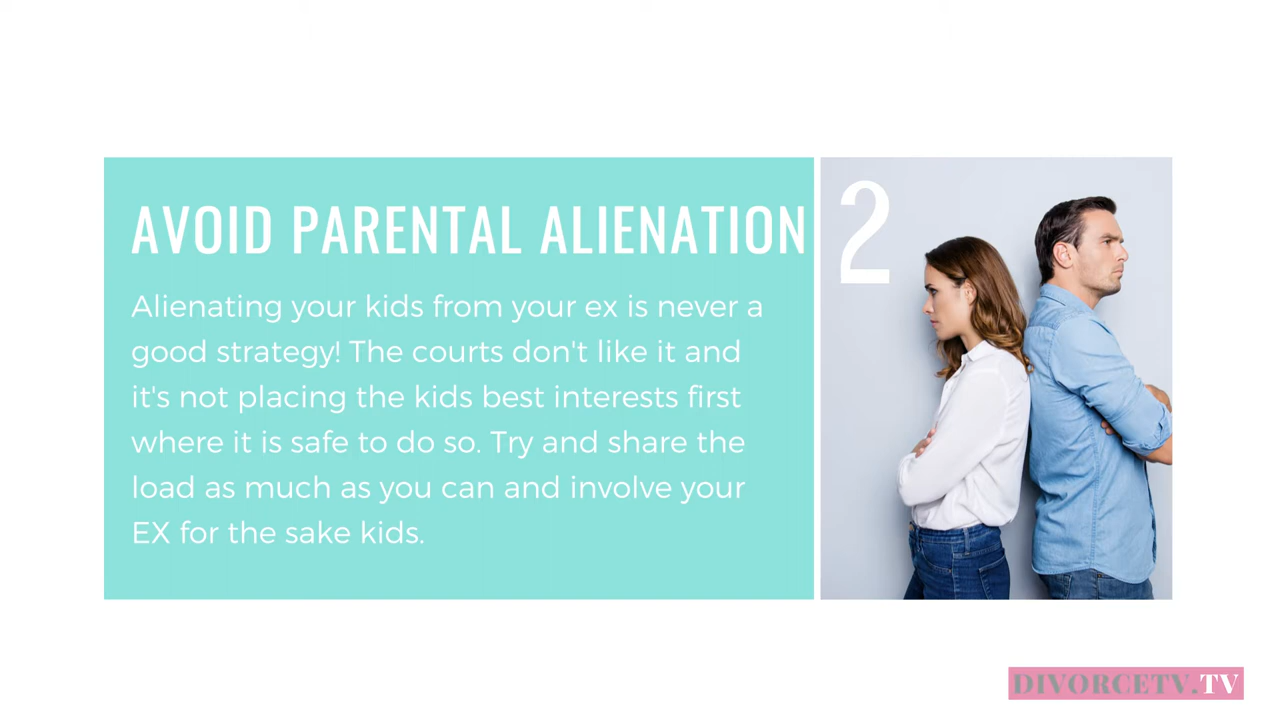 AVOID PARENTAL ALIENATION
2
Alienating your kids from your ex is never a
good strategy! The courts don't like it and
it's not placing the kids best interests first
where it is safe to do so. Try and share the
load as much as you can and involve your
EX for the sake kids.
DIVORCETV.TV